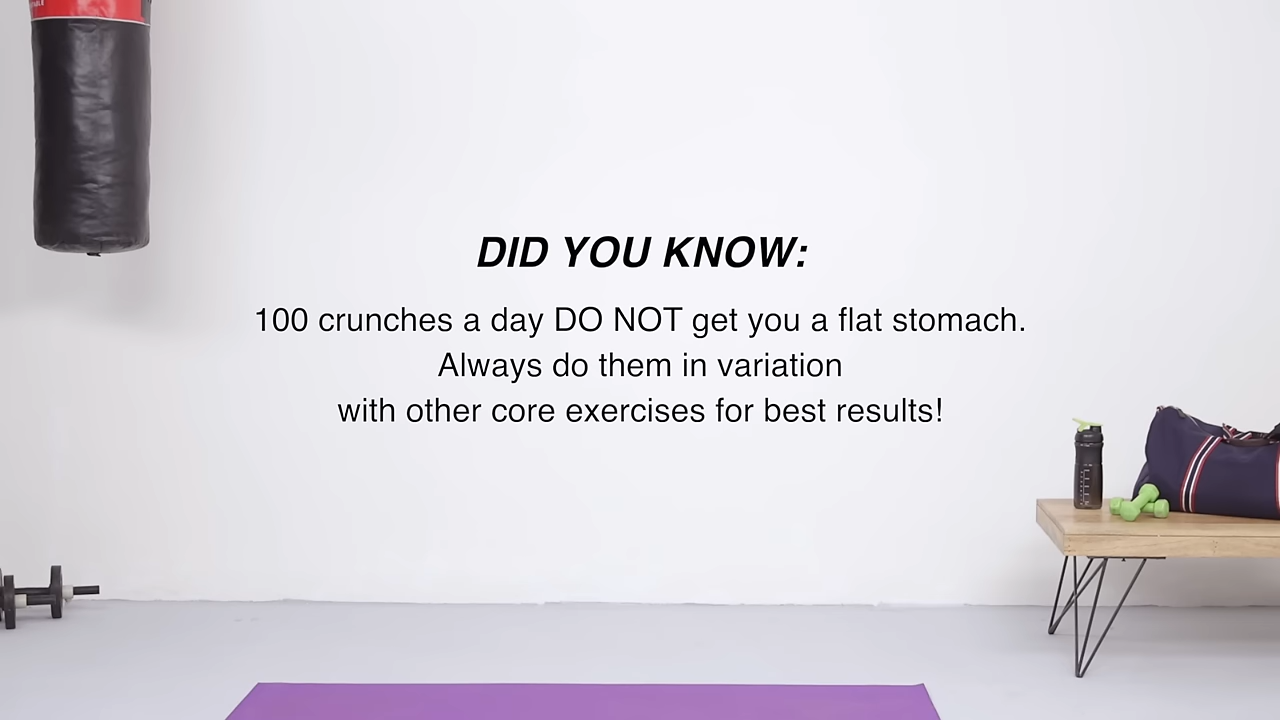 DID YOU KNOW:
100 crunches a day DO NOT get you a flat stomach.
Always do them in variation
with other core exercises for best results!